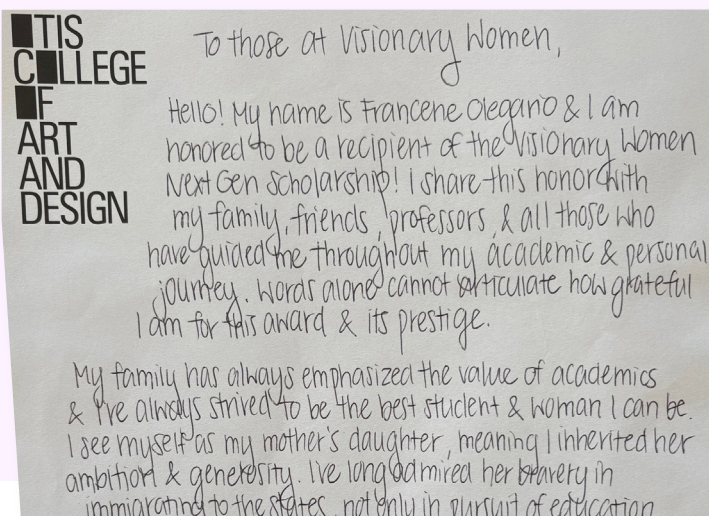 OTIS
COLLEGE
OF
ART
AND
DESIGN
To those at Visionary Women,
Hello! My name is Francene Olegario & I am
honored to be a recipient of the Visionary Women
Next Gen Scholarship! I share this honor with
my family, friends, professors, & all those who
have guided me throughout my academic & personal
journey. Words alone cannot articulate how grateful
I am for this award & its prestige.
My family has always emphasized the value of academics
& I've always strived to be the best student & woman I can be.
I see myself as my mother's daughter, meaning I inherited her
ambition & generosity. I've long admired her bravery in
immigrating to the states, not only in pursuit of education